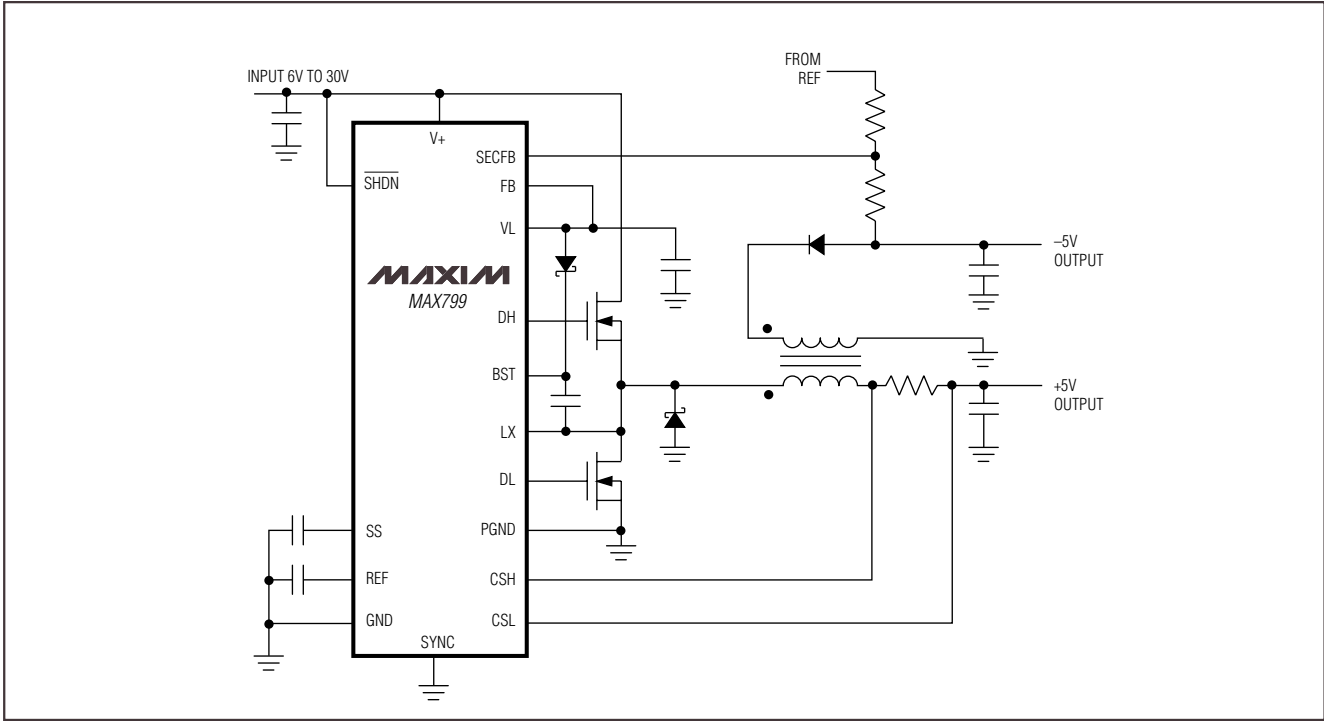 INPUT 6V TO 30V
FROM
REF
V+
SECFB
SHDN
FB
VL
–5V
OUTPUT
MAXIM
MAX799
DH
BST
+5V
OUTPUT
LX
DL
SS
PGND
REF
CSH
GND
CSL
SYNC